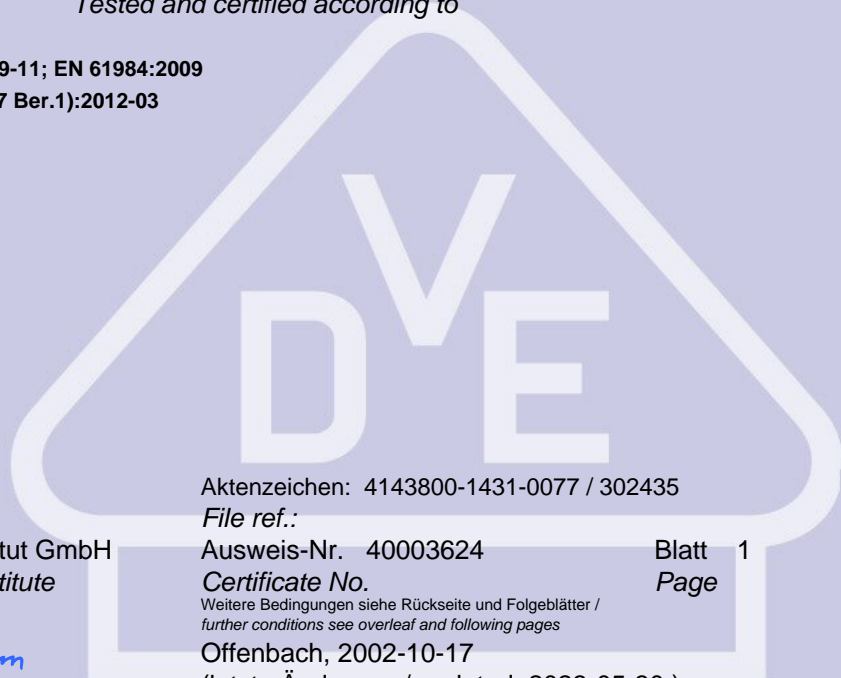 Tested and certified according to
9-11; EN 61984:2009
7 Ber.1):2012-03
DVE
Aktenzeichen: 4143800-1431-0077 / 302435
File ref.:
tut GmbH Ausweis-Nr. 40003624 Blatt 1
titute Certificate No. Page
Weitere Bedingungen siehe Rückseite und Folgeblätter /
further conditions see overleaf and following pages
Offenbach, 2002-10-17